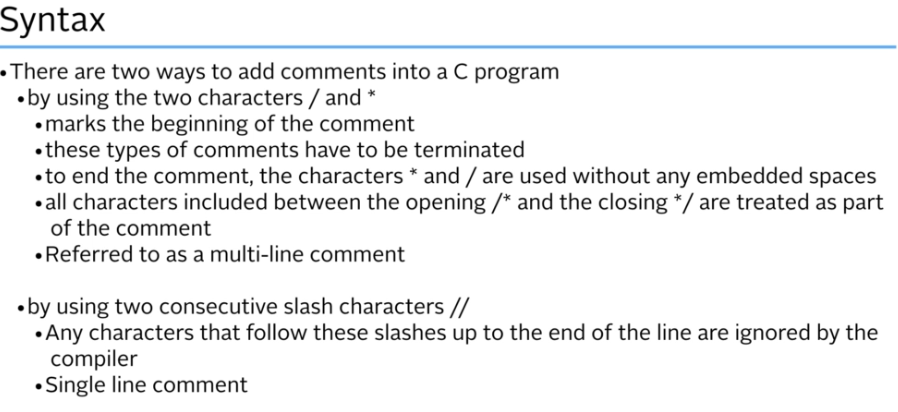 Syntax
•There are two ways to add comments into a C program
•by using the two characters / and *
•marks the beginning of the comment
•these types of comments have to be terminated
•to end the comment, the characters * and / are used without any embedded spaces
•all characters included between the opening /* and the closing */ are treated as part
of the comment
•Referred to as a multi-line comment
•by using two consecutive slash characters //
•Any characters that follow these slashes up to the end of the line are ignored by the
compiler
•Single line comment